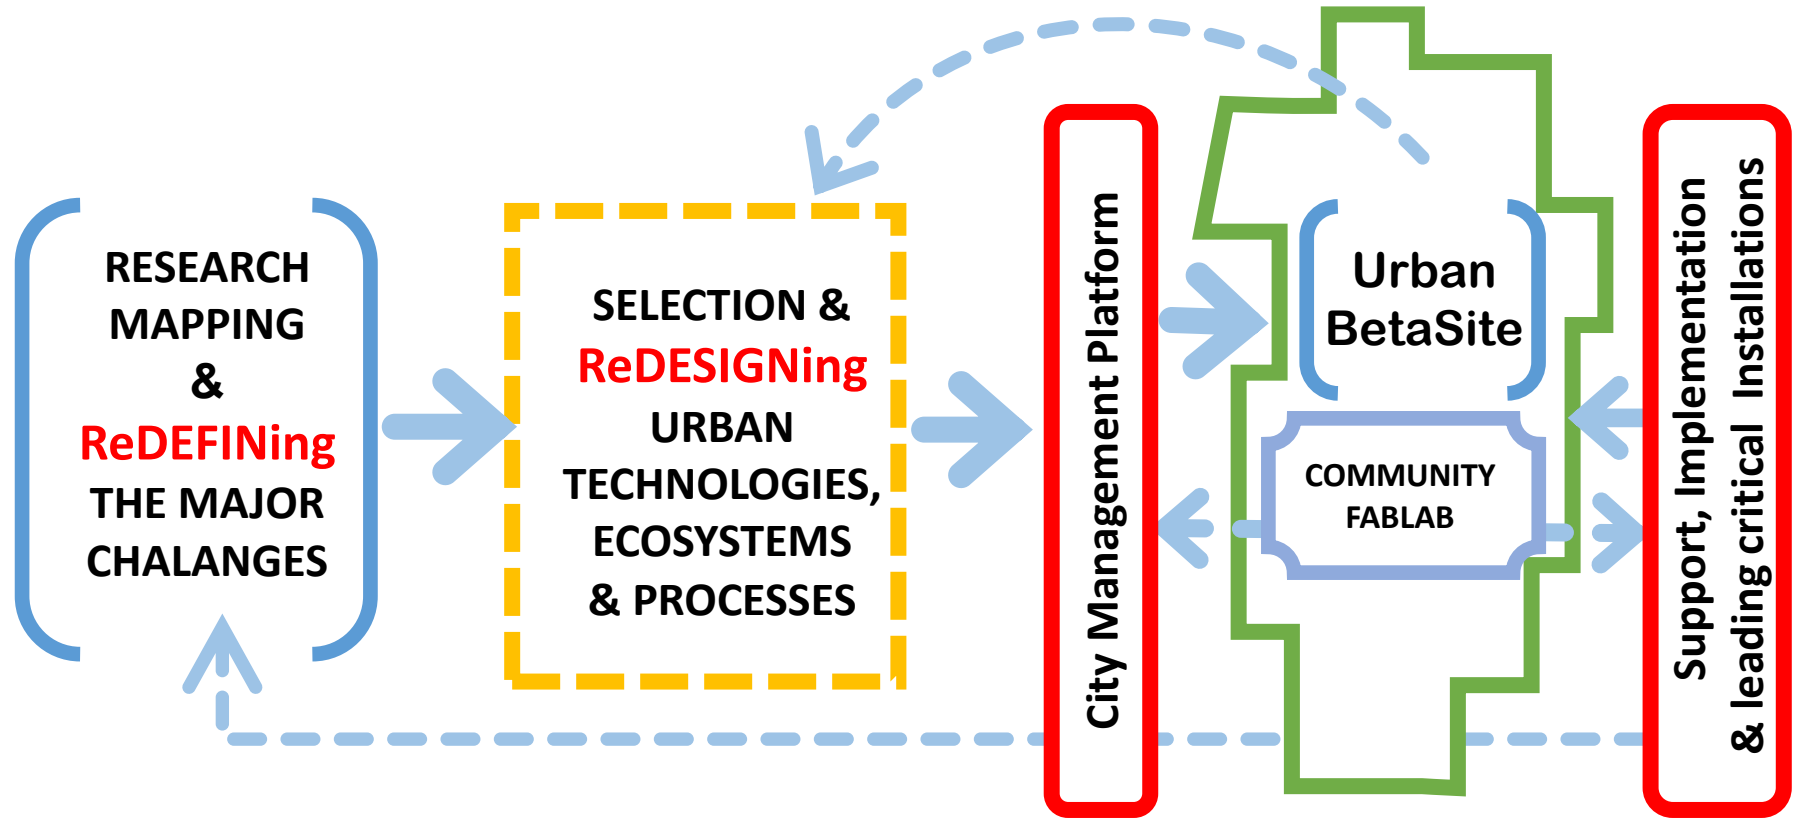 RESEARCH
MAPPING
&
ReDEFINing
THE MAJOR
CHALANGES
SELECTION &
ReDESIGNing
URBAN
TECHNOLOGIES,
ECOSYSTEMS
& PROCESSES
City Management Platform
Urban
BetaSite
COMMUNITY
FABLAB
Support, Implementation
& leading critical Installations